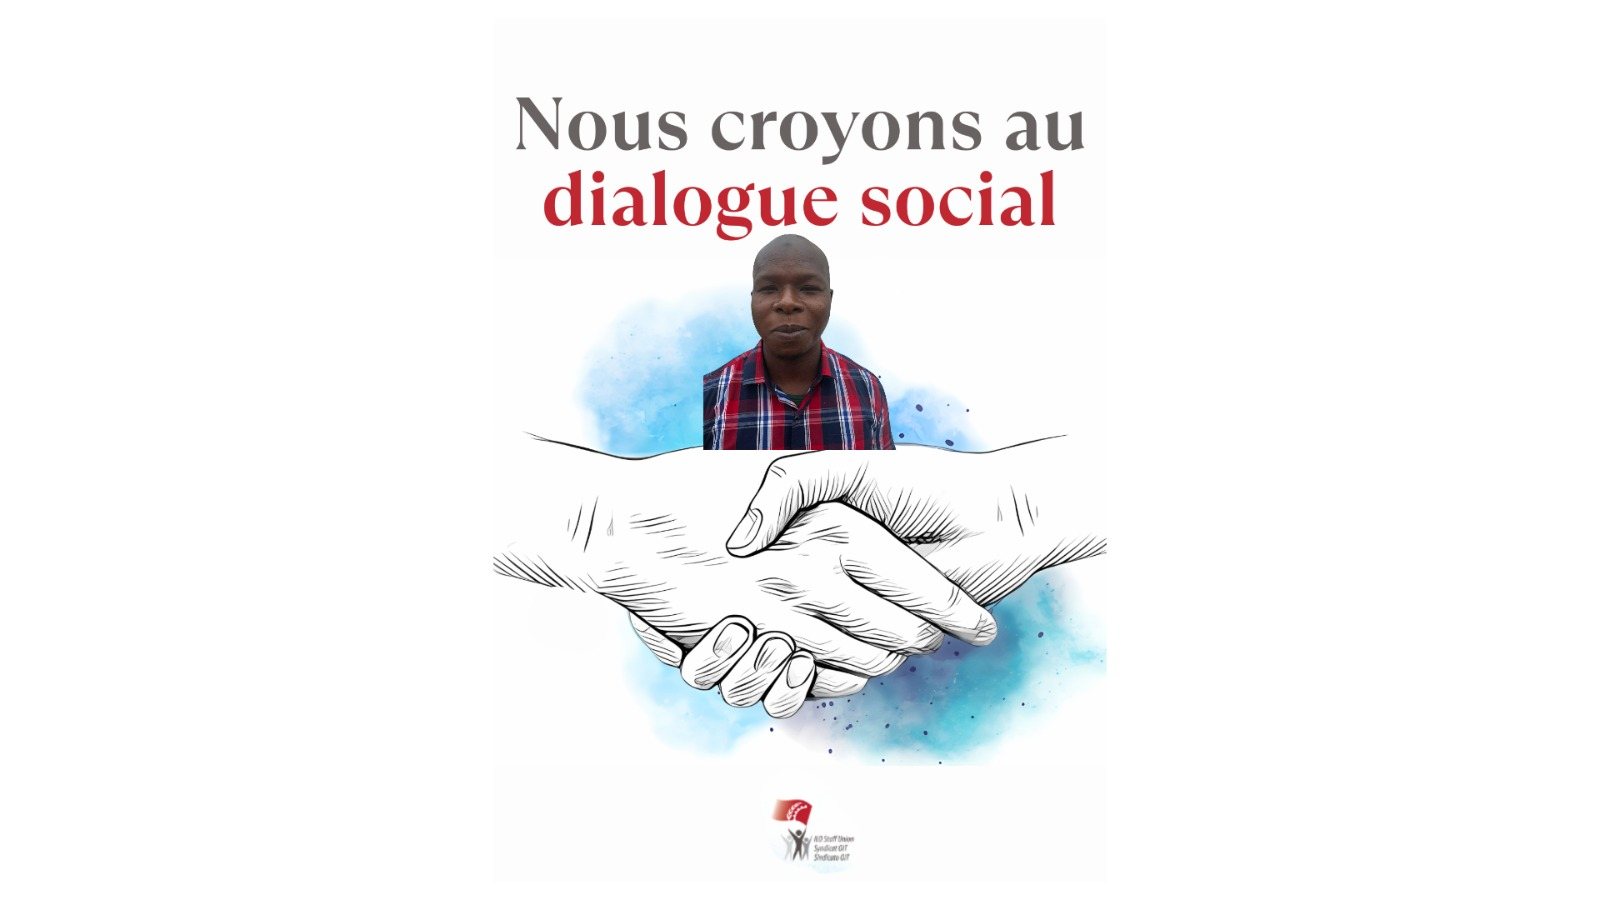 Nous croyons au
dialogue social
ILO Staff Union
Syndicat OIT
Sindicato OIT